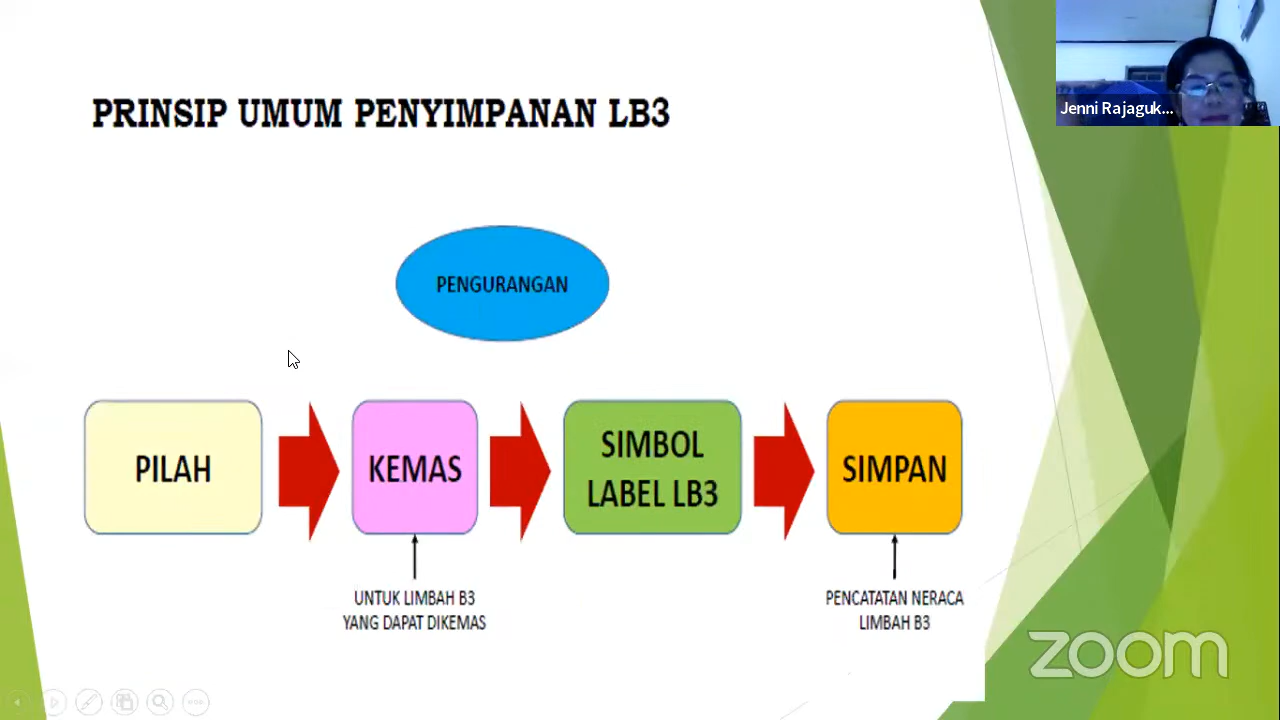 Jenni Rajaguk...
PRINSIP UMUM PENYIMPANAN LB3
PENGURANGAN
PILAH
KEMAS
SIMBOL
LABEL LB3
SIMPAN
UNTUK LIMBAH B3
YANG DAPAT DIKEMAS
PENCATATAN NERACA
LIMBAH B3
zoom